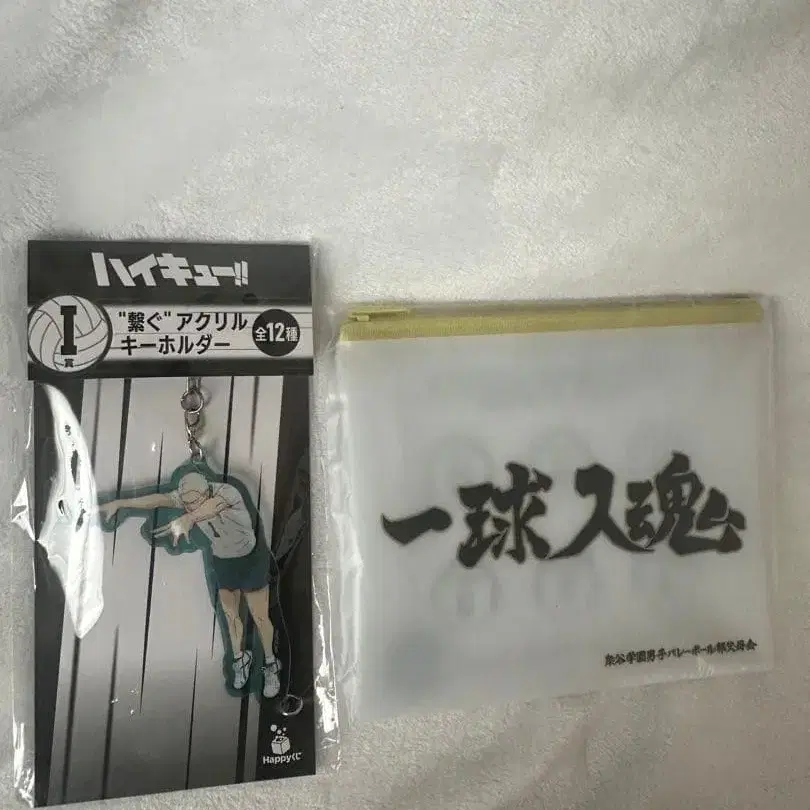 ハイキュー!!
I
賞
"繋ぐ" アクリル
キーホルダー
全12種
Happyくじ
一球入魂
梟谷学園男子バレーボール部父母会